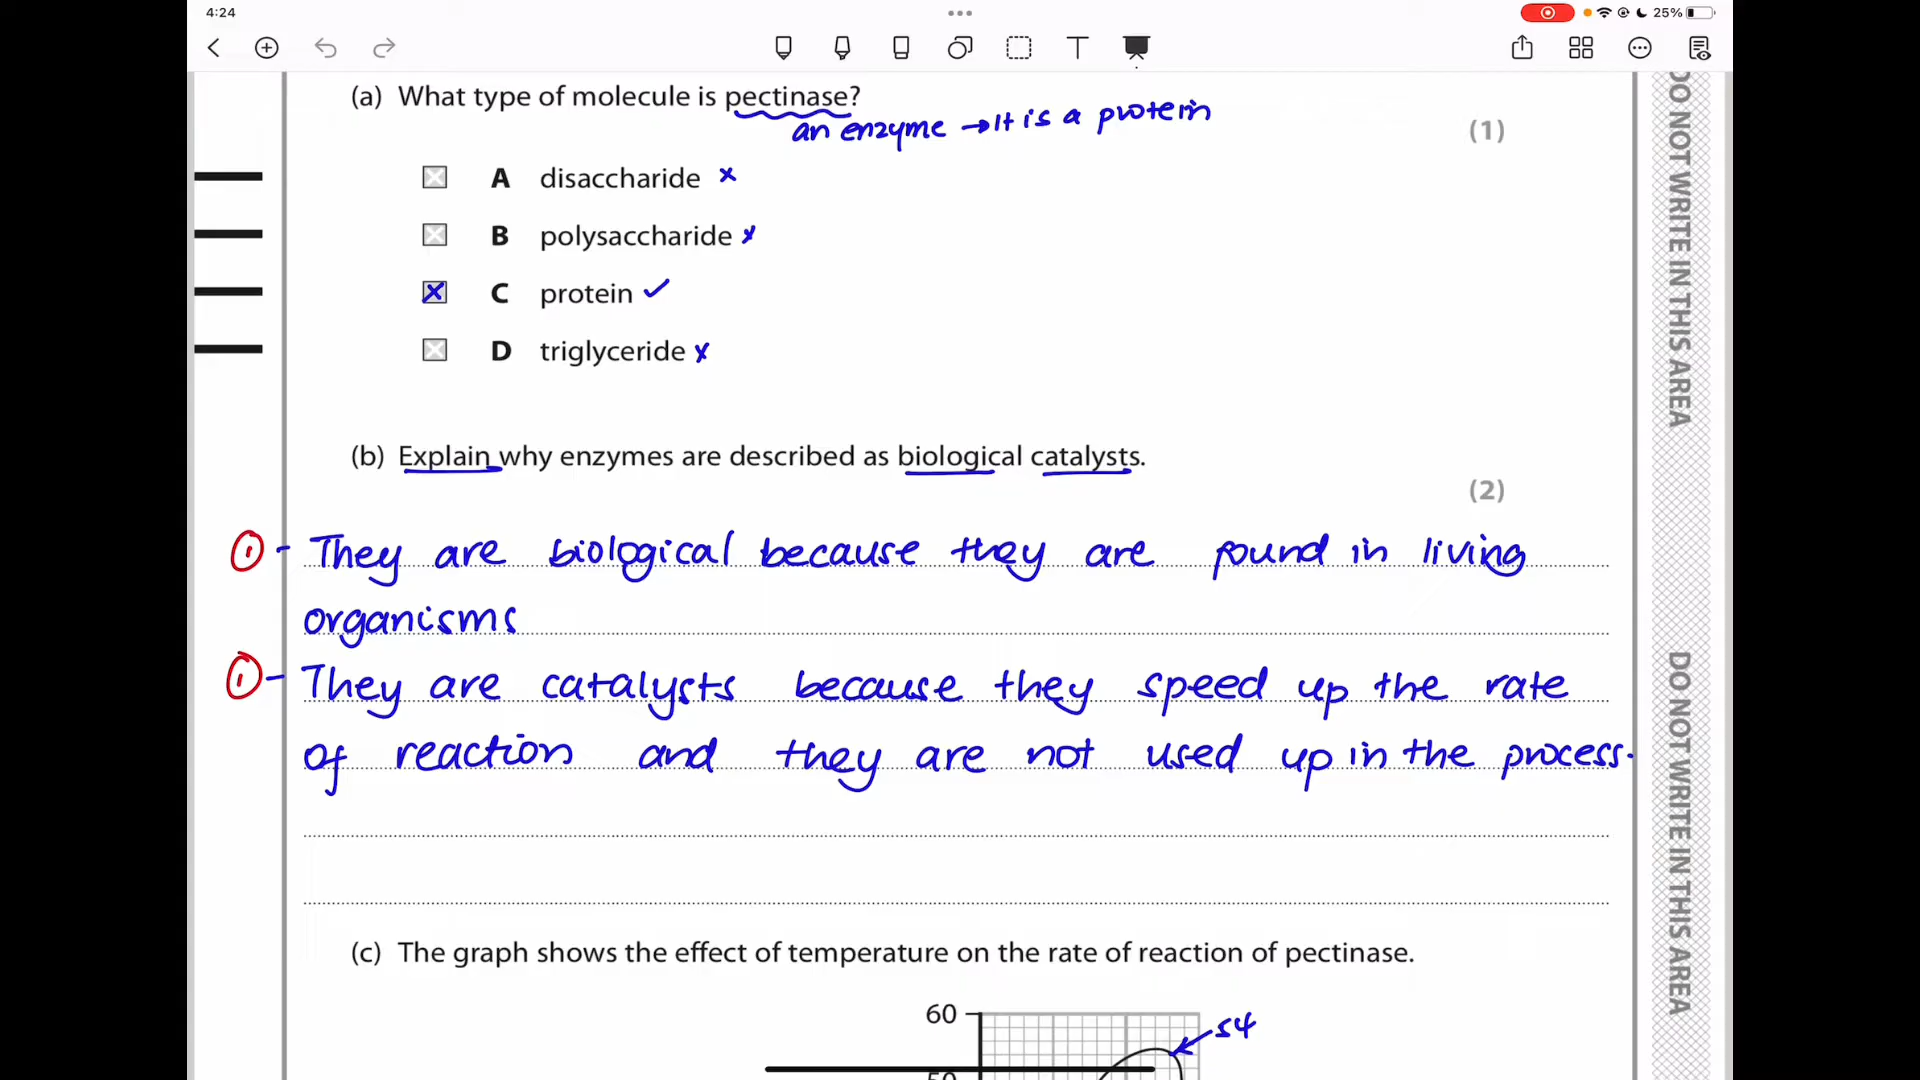 4:24
25%
(a) What type of molecule is pectinase?
an enzyme → It is a protein
(1)
A disaccharide x
B polysaccharide x
C protein ✓
D triglyceride x
(b) Explain why enzymes are described as biological catalysts.
(2)
① - They are biological because they are found in living
organisms
① - They are catalysts because they speed up the rate
of reaction and they are not used up in the process.
(c) The graph shows the effect of temperature on the rate of reaction of pectinase.
60
54
50
DO NOT WRITE IN THIS AREA
DO NOT WRITE IN THIS AREA